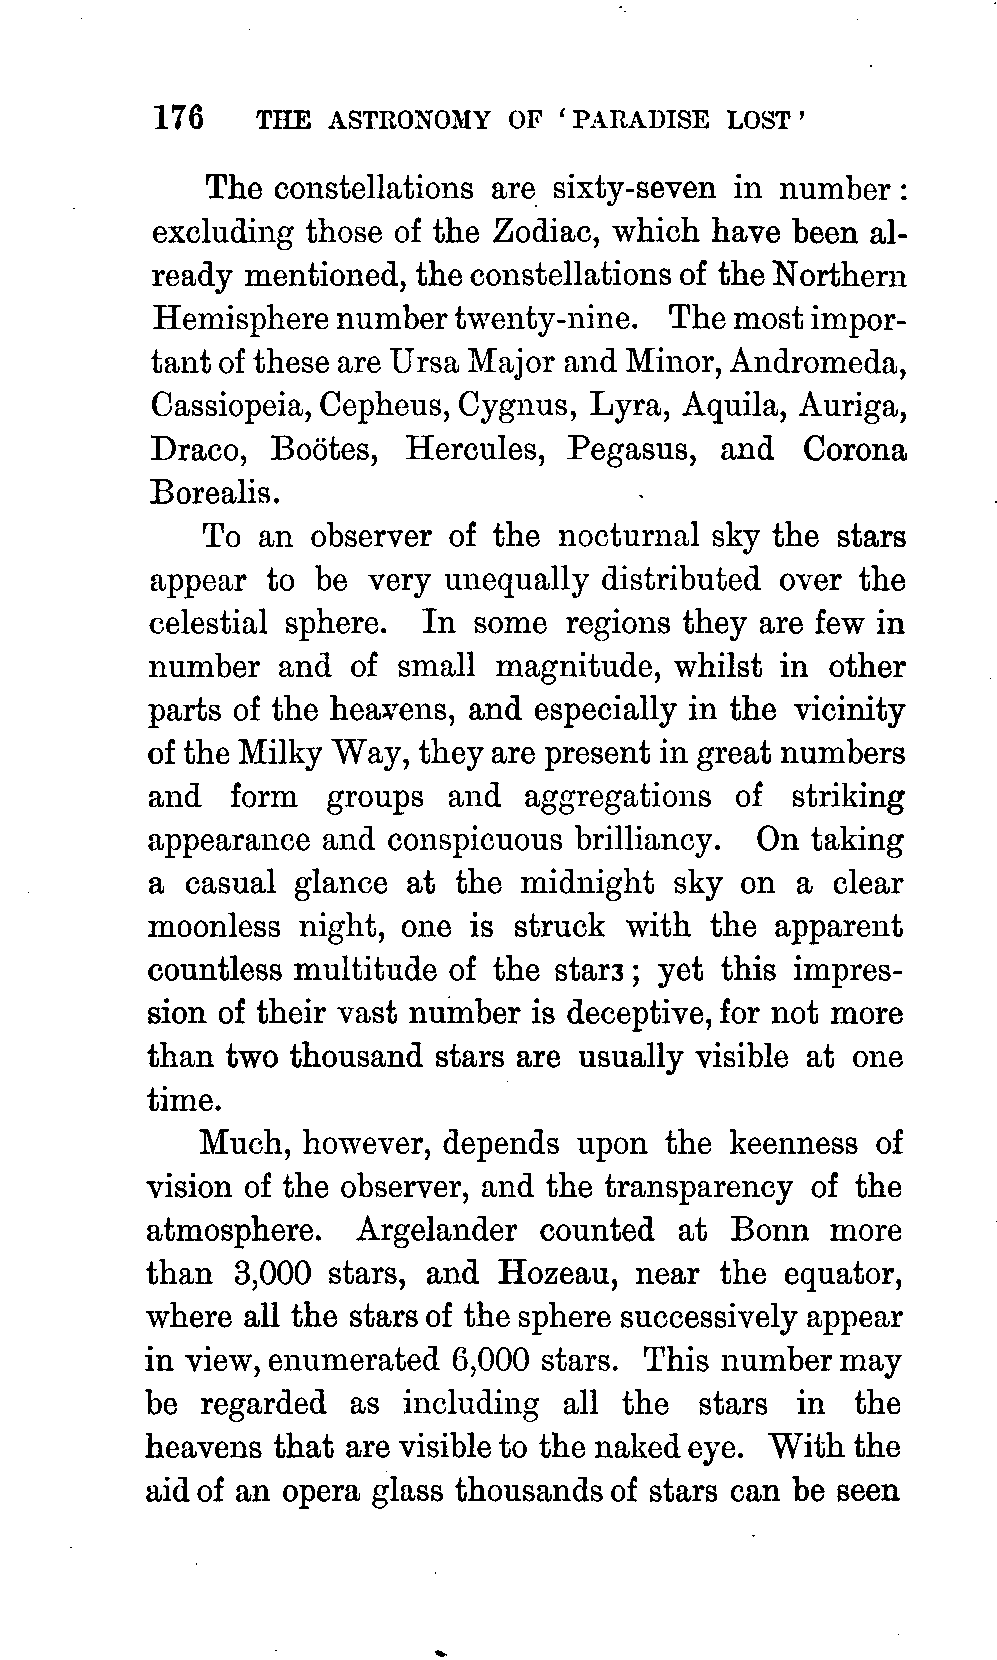 176 THE ASTRONOMY OF ‘PARADISE LOST’
The constellations are sixty-seven in number :
excluding those of the Zodiac, which have been al-
ready mentioned, the constellations of the Northern
Hemisphere number twenty-nine. The most impor-
tant of these are Ursa Major and Minor, Andromeda,
Cassiopeia, Cepheus, Cygnus, Lyra, Aquila, Auriga,
Draco, Boötes, Hercules, Pegasus, and Corona
Borealis.
To an observer of the nocturnal sky the stars
appear to be very unequally distributed over the
celestial sphere. In some regions they are few in
number and of small magnitude, whilst in other
parts of the heavens, and especially in the vicinity
of the Milky Way, they are present in great numbers
and form groups and aggregations of striking
appearance and conspicuous brilliancy. On taking
a casual glance at the midnight sky on a clear
moonless night, one is struck with the apparent
countless multitude of the stars ; yet this impres-
sion of their vast number is deceptive, for not more
than two thousand stars are usually visible at one
time.
Much, however, depends upon the keenness of
vision of the observer, and the transparency of the
atmosphere. Argelander counted at Bonn more
than 3,000 stars, and Hozeau, near the equator,
where all the stars of the sphere successively appear
in view, enumerated 6,000 stars. This number may
be regarded as including all the stars in the
heavens that are visible to the naked eye. With the
aid of an opera glass thousands of stars can be seen